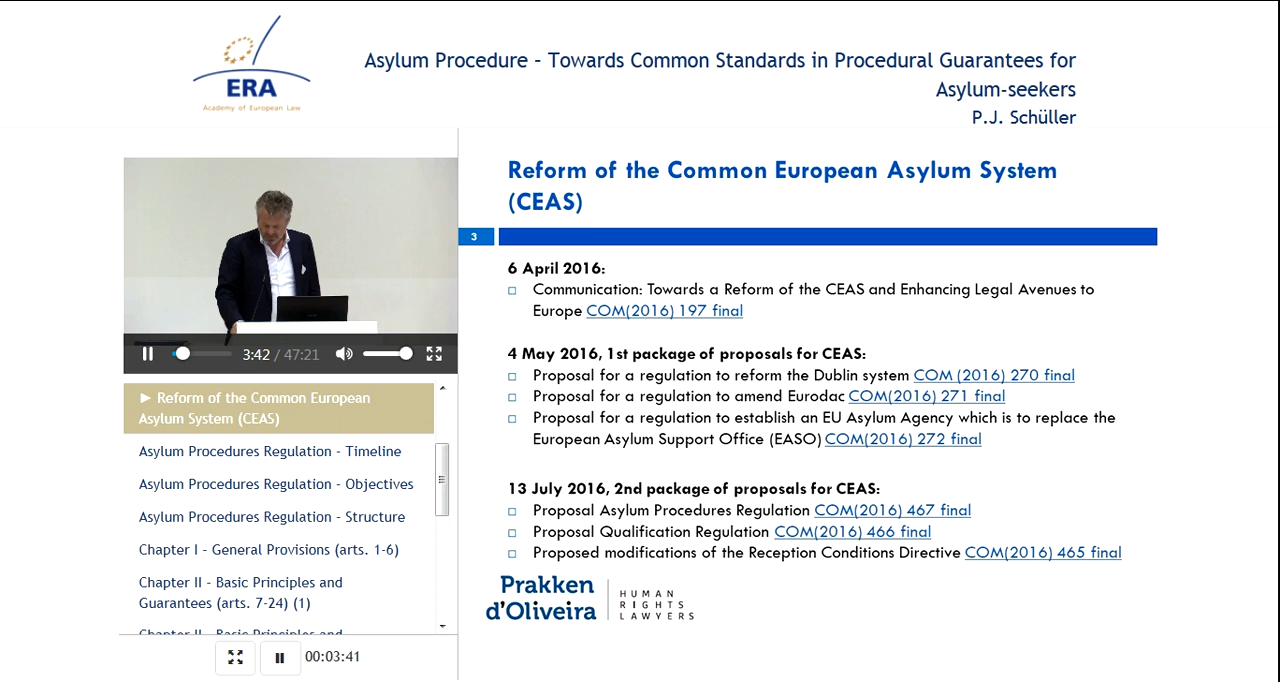 ERA
Academy of European Law
Asylum Procedure – Towards Common Standards in Procedural Guarantees for
Asylum-seekers
P.J. Schüller
3:42 / 47:21
► Reform of the Common European
Asylum System (CEAS)
Asylum Procedures Regulation - Timeline
Asylum Procedures Regulation - Objectives
Asylum Procedures Regulation - Structure
Chapter I - General Provisions (arts. 1-6)
Chapter II - Basic Principles and
Guarantees (arts. 7-24) (1)
Chapter II - Basic Principles and
00:03:41
Reform of the Common European Asylum System
(CEAS)
3
6 April 2016:
Communication: Towards a Reform of the CEAS and Enhancing Legal Avenues to
Europe COM(2016) 197 final
4 May 2016, 1st package of proposals for CEAS:
Proposal for a regulation to reform the Dublin system COM (2016) 270 final
Proposal for a regulation to amend Eurodac COM(2016) 271 final
Proposal for a regulation to establish an EU Asylum Agency which is to replace the
European Asylum Support Office (EASO) COM(2016) 272 final
13 July 2016, 2nd package of proposals for CEAS:
Proposal Asylum Procedures Regulation COM(2016) 467 final
Proposal Qualification Regulation COM(2016) 466 final
Proposed modifications of the Reception Conditions Directive COM(2016) 465 final
Prakken
d'Oliveira
HUMAN
RIGHTS
LAWYERS